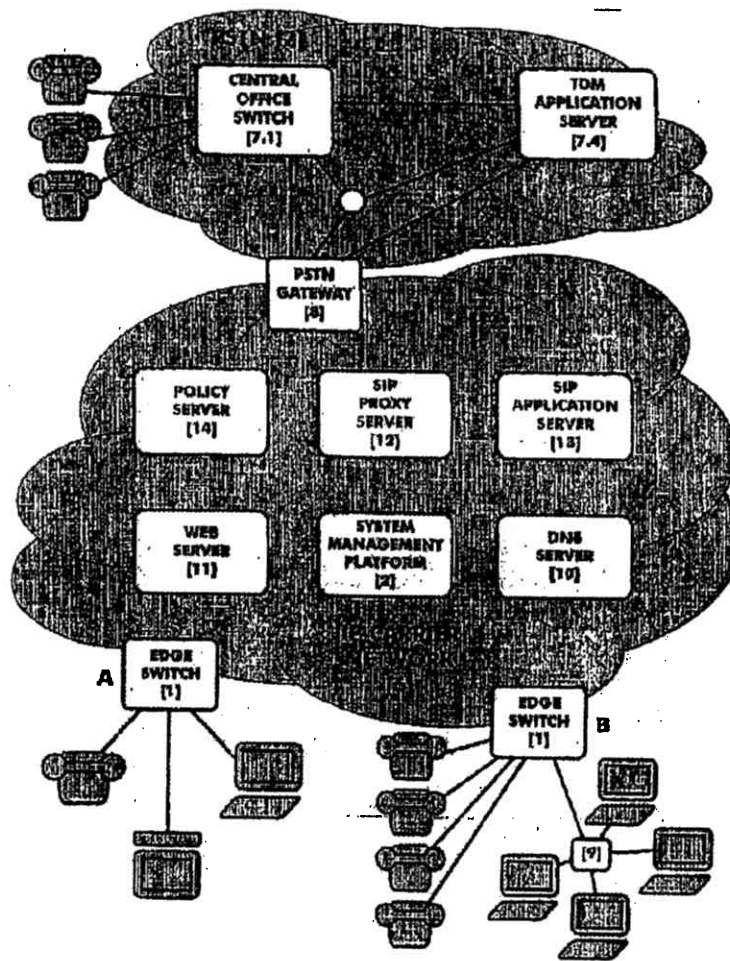 CENTRAL
OFFICE
SWITCH
[7.1]
TDM
APPLICATION
SERVER
[7.4]
PSTN
GATEWAY
[8]
POLICY
SERVER
[14]
SIP
PROXY
SERVER
[12]
SIP
APPLICATION
SERVER
[13]
WEB
SERVER
[11]
SYSTEM
MANAGEMENT
PLATFORM
[2]
DNS
SERVER
[10]
A
EDGE
SWITCH
[1]
EDGE
SWITCH
[1]
B
[9]